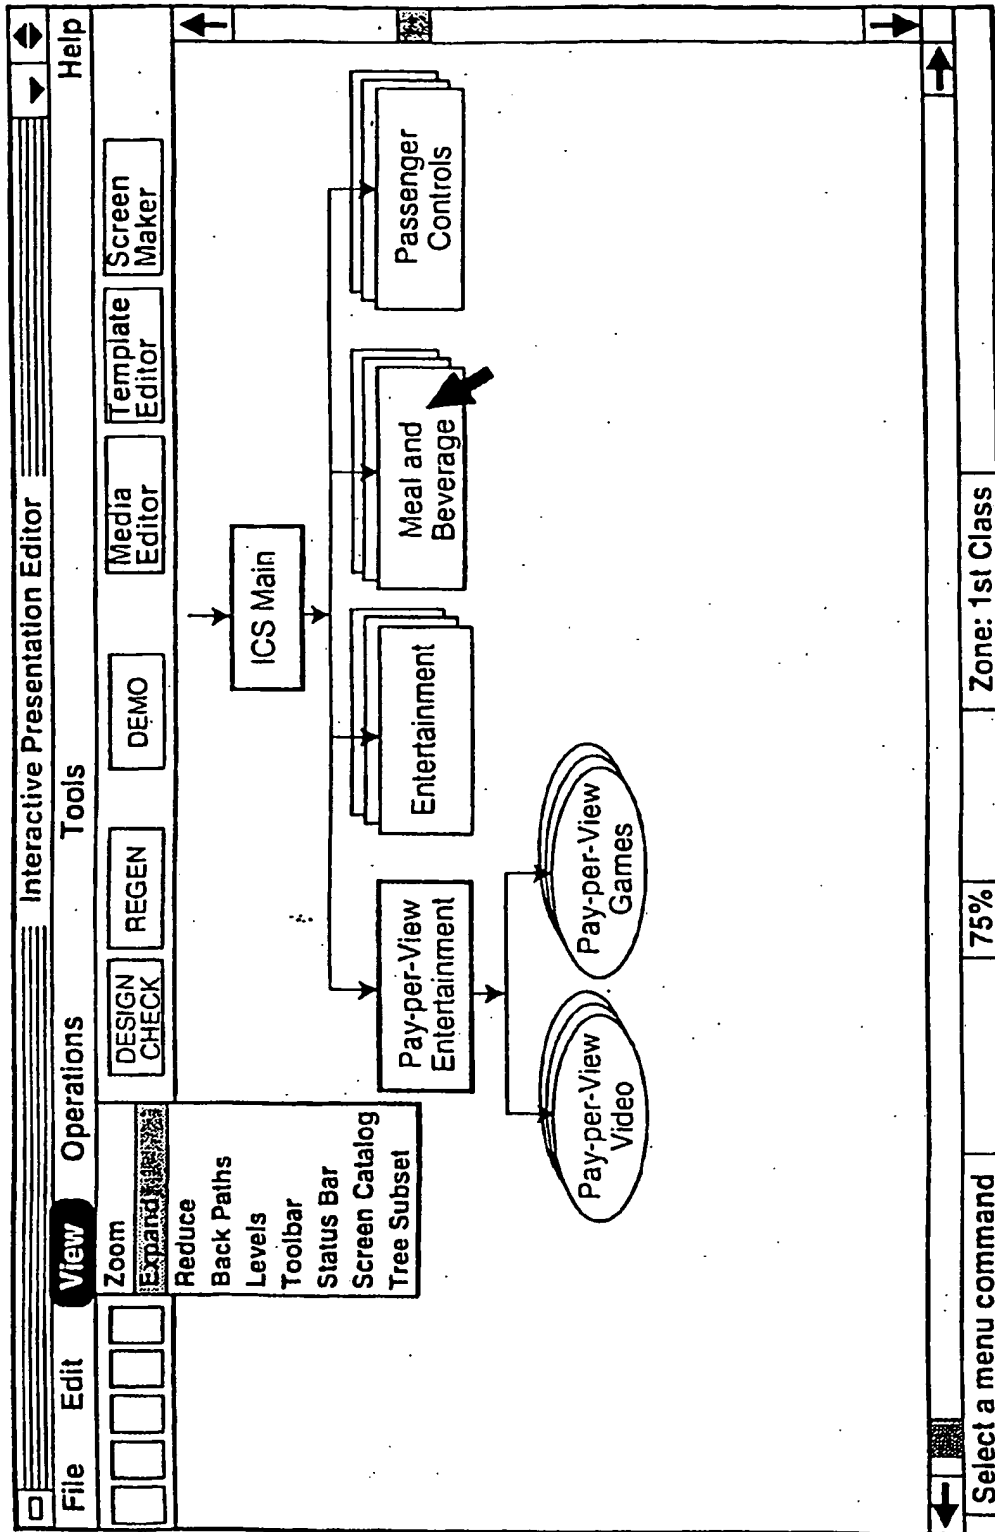 Interactive Presentation Editor
File Edit View Operations Tools Help
DESIGN
CHECK
REGEN
DEMO
Media
Editor
Template
Editor
Screen
Maker
Zoom
Expand
Reduce
Back Paths
Levels
Toolbar
Status Bar
Screen Catalog
Tree Subset
ICS Main
Pay-per-View
Entertainment
Entertainment
Meal and
Beverage
Passenger
Controls
Pay-per-View
Video
Pay-per-View
Games
Select a menu command
75%
Zone: 1st Class